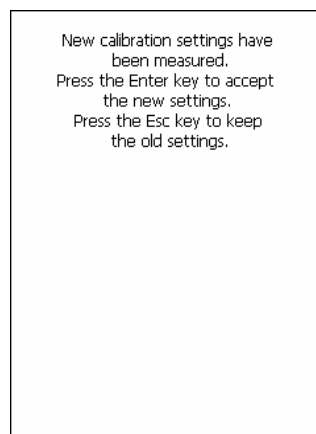 New calibration settings have
been measured.
Press the Enter key to accept
the new settings.
Press the Esc key to keep
the old settings.